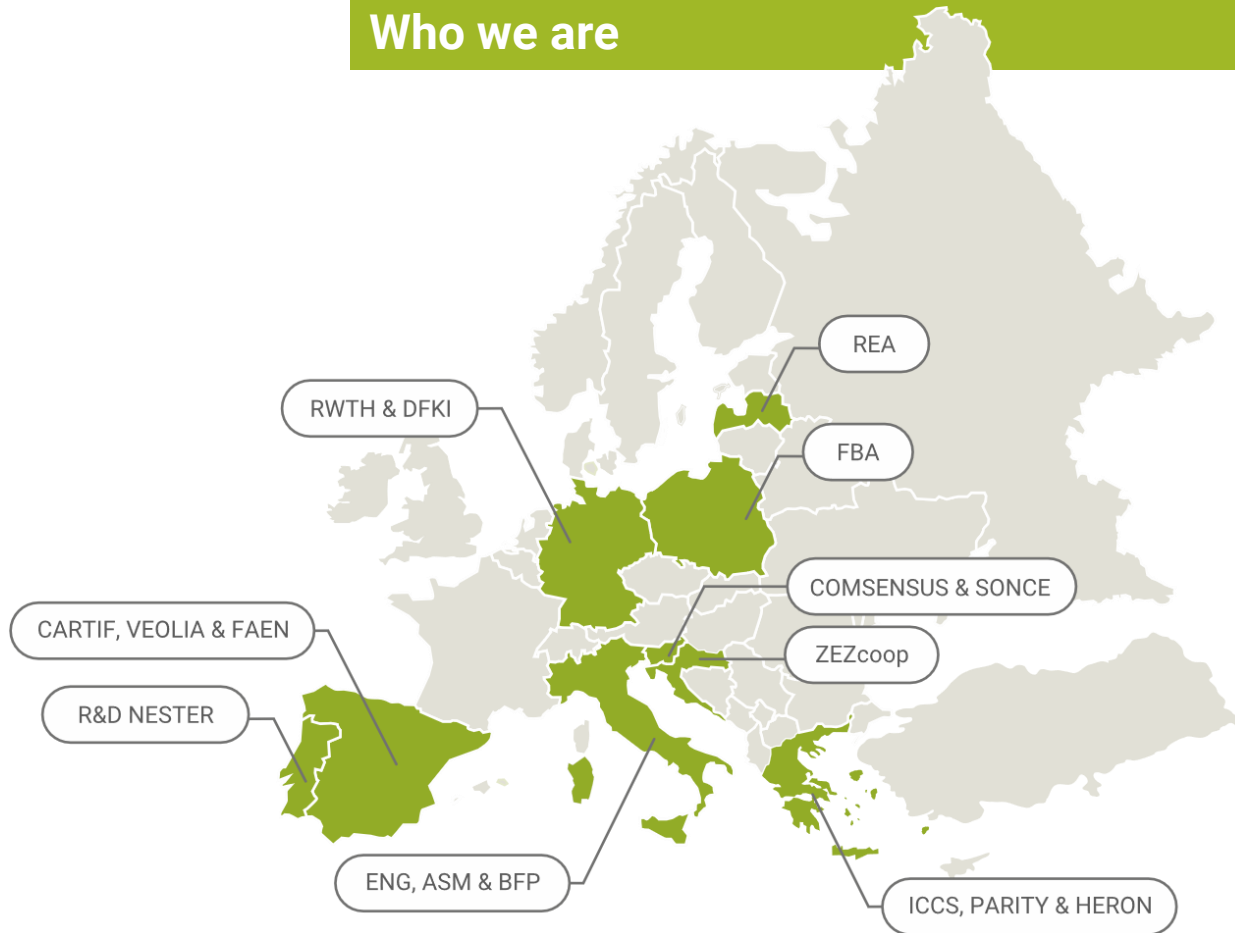 Who we are
REA
RWTH & DFKI
FBA
COMSENSUS & SONCE
CARTIF, VEOLIA & FAEN
ZEZcoop
R&D NESTER
ENG, ASM & BFP
ICCS, PARITY & HERON